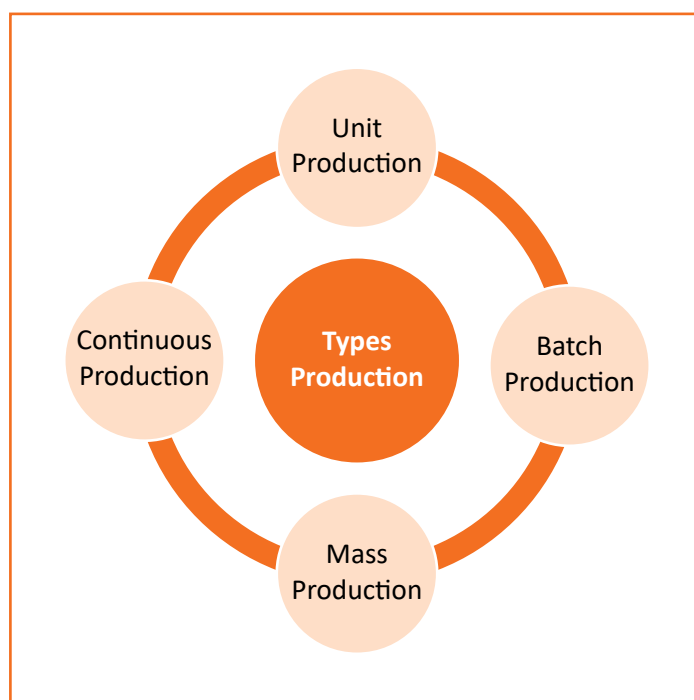 Unit
Production
Continuous
Production
Types
Production
Batch
Production
Mass
Production